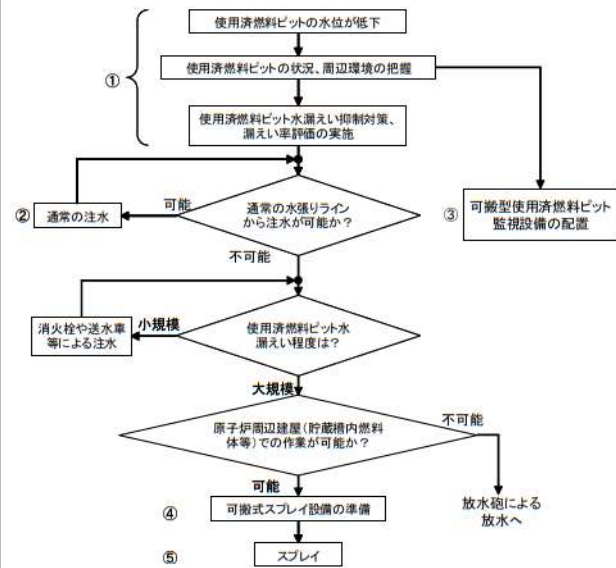 使用済燃料ピットの水位が低下
①
使用済燃料ピットの状況、周辺環境の把握
使用済燃料ピット水漏えい抑制対策、
漏えい率評価の実施
②
通常の注水
可能
通常の水張りライン
から注水が可能か？
③
可搬型使用済燃料ピット
監視設備の配置
不可能
消火栓や送水車
等による注水
小規模
使用済燃料ピット水
漏えい程度は？
大規模
原子炉周辺建屋（貯蔵槽内燃料
体等）での作業が可能か？
不可能
可能
放水砲による
放水へ
④
可搬式スプレイ設備の準備
⑤
スプレイ